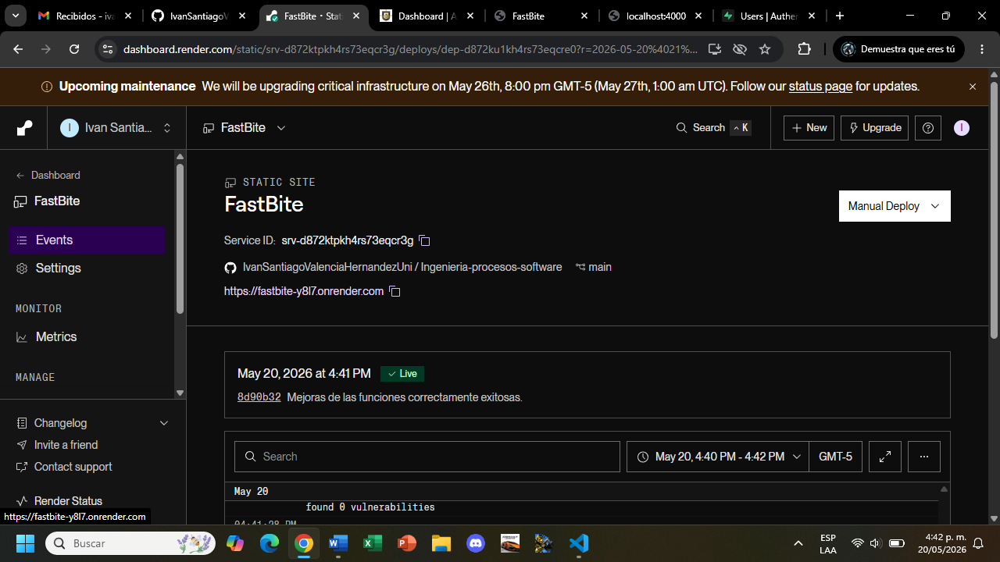 Recibidos - iva
IvanSantiagoV
FastBite・Stati
Dashboard | A
FastBite
localhost:4000
Users | Authen
dashboard.render.com/static/srv-d872ktpkh4rs73eqcr3g/deploys/dep-d872ku1kh4rs73eqcre0?r=2026-05-20%4021%...
Demuestra que eres tú
Upcoming maintenance We will be upgrading critical infrastructure on May 26th, 8:00 pm GMT-5 (May 27th, 1:00 am UTC). Follow our status page for updates.
I Ivan Santia...
FastBite
Search ^ K
+ New
Upgrade
I
← Dashboard
FastBite
Events
Settings
MONITOR
Metrics
MANAGE
Changelog
Invite a friend
Contact support
Render Status
https://fastbite-y8l7.onrender.com
STATIC SITE
FastBite
Manual Deploy
Service ID: srv-d872ktpkh4rs73eqcr3g
IvanSantiagoValenciaHernandezUni / Ingenieria-procesos-software main
https://fastbite-y8l7.onrender.com
May 20, 2026 at 4:41 PM ✓ Live
8d90b32 Mejoras de las funciones correctamente exitosas.
Search
May 20, 4:40 PM - 4:42 PM
GMT-5
...
May 20
found 0 vulnerabilities
04:41:28 PM
Buscar
ESP
LAA
4:42 p. m.
20/05/2026